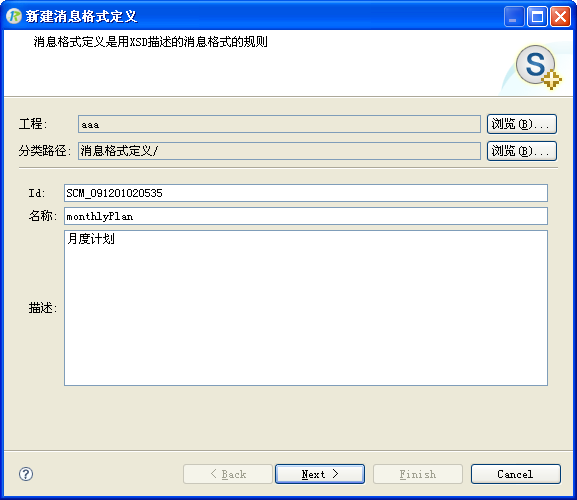 新建消息格式定义
消息格式定义是用XSD描述的消息格式的规则
S
工程: aaa 浏览(B)...
分类路径: 消息格式定义/ 浏览(B)...
Id: SCM_091201020535
名称: monthlyPlan
月度计划
描述:
? < Back Next > Finish Cancel